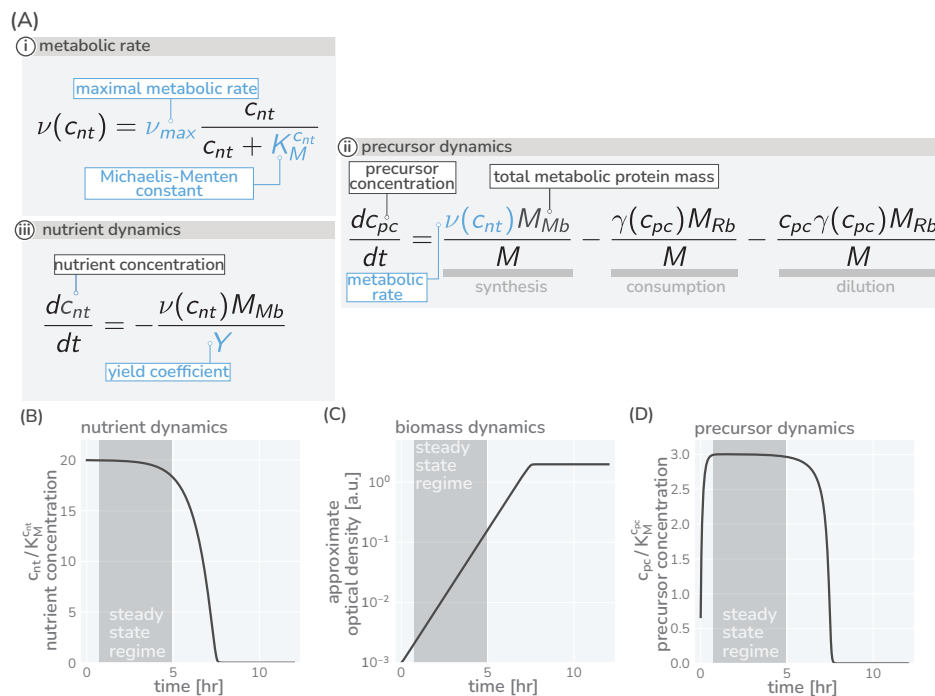 (A)
i metabolic rate
maximal metabolic rate
ν(c_nt) = ν_max c_nt / (c_nt + K_M^{c_nt})
Michaelis-Menten
constant
ii precursor dynamics
precursor
concentration
total metabolic protein mass
dc_pc/dt = ν(c_nt)M_Mb/M − γ(c_pc)M_Rb/M − c_pc γ(c_pc)M_Rb/M
metabolic
rate
synthesis
consumption
dilution
iii nutrient dynamics
nutrient concentration
dc_nt/dt = − ν(c_nt)M_Mb/Y
yield coefficient
(B)
nutrient dynamics
c_nt / K_M^{c_nt}
nutrient concentration
20
15
10
5
0
steady
state
regime
0
5
10
time [hr]
(C)
biomass dynamics
approximate
optical density [a.u.]
10^0
10^−1
10^−2
10^−3
steady
state
regime
0
5
10
time [hr]
(D)
precursor dynamics
c_pc / K_M^{c_pc}
precursor concentration
3.0
2.5
2.0
1.5
1.0
0.5
0.0
steady
state
regime
0
5
10
time [hr]